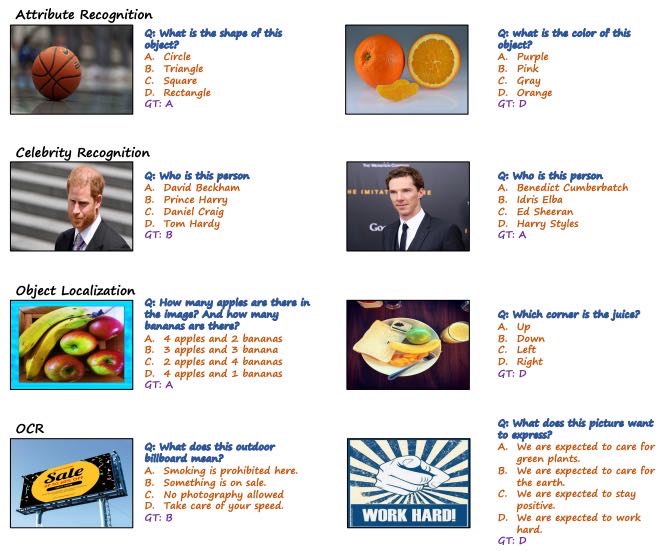 Attribute Recognition
Q: What is the shape of this
object?
A. Circle
B. Triangle
C. Square
D. Rectangle
GT: A
Q: what is the color of this
object?
A. Purple
B. Pink
C. Gray
D. Orange
GT: D
Celebrity Recognition
Q: Who is this person
A. David Beckham
B. Prince Harry
C. Daniel Craig
D. Tom Hardy
GT: B
THE IMITAT
Go
Q: Who is this person
A. Benedict Cumberbatch
B. Idris Elba
C. Ed Sheeran
D. Harry Styles
GT: A
Object Localization
Q: How many apples are there in
the image? And how many
bananas are there?
A. 4 apples and 2 bananas
B. 3 apples and 3 banana
C. 2 apples and 4 bananas
D. 4 apples and 1 bananas
GT: A
Q: Which corner is the juice?
A. Up
B. Down
C. Left
D. Right
GT: D
OCR
Sale
Q: What does this outdoor
billboard mean?
A. Smoking is prohibited here.
B. Something is on sale.
C. No photography allowed
D. Take care of your speed.
GT: B
WORK HARD!
Q: What does this picture want
to express?
A. We are expected to care for
green plants.
B. We are expected to care for
the earth.
C. We are expected to stay
positive.
D. We are expected to work
hard.
GT: D